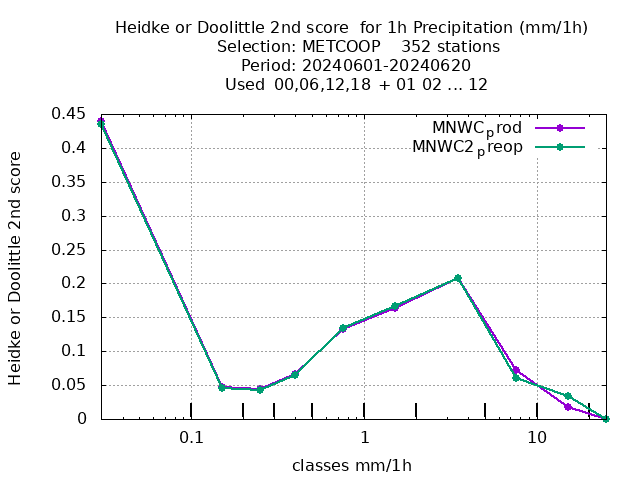 Heidke or Doolittle 2nd score  for 1h Precipitation (mm/1h)
Selection: METCOOP    352 stations
Period: 20240601-20240620
Used  00,06,12,18 + 01 02 ... 12
MNWCprod
MNWC2preop
Heidke or Doolittle 2nd score
0.45
0.4
0.35
0.3
0.25
0.2
0.15
0.1
0.05
0
0.1 1 10
classes mm/1h